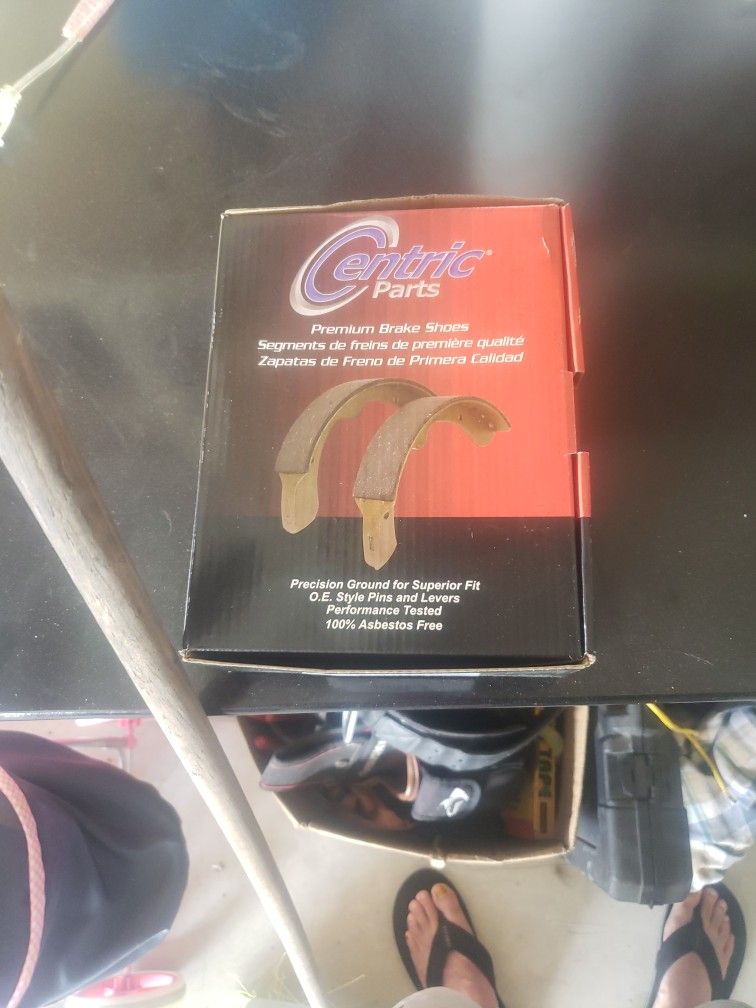 Centric®
Parts
Premium Brake Shoes
Segments de freins de première qualité
Zapatas de Freno de Primera Calidad
Precision Ground for Superior Fit
O.E. Style Pins and Levers
Performance Tested
100% Asbestos Free
TAPE